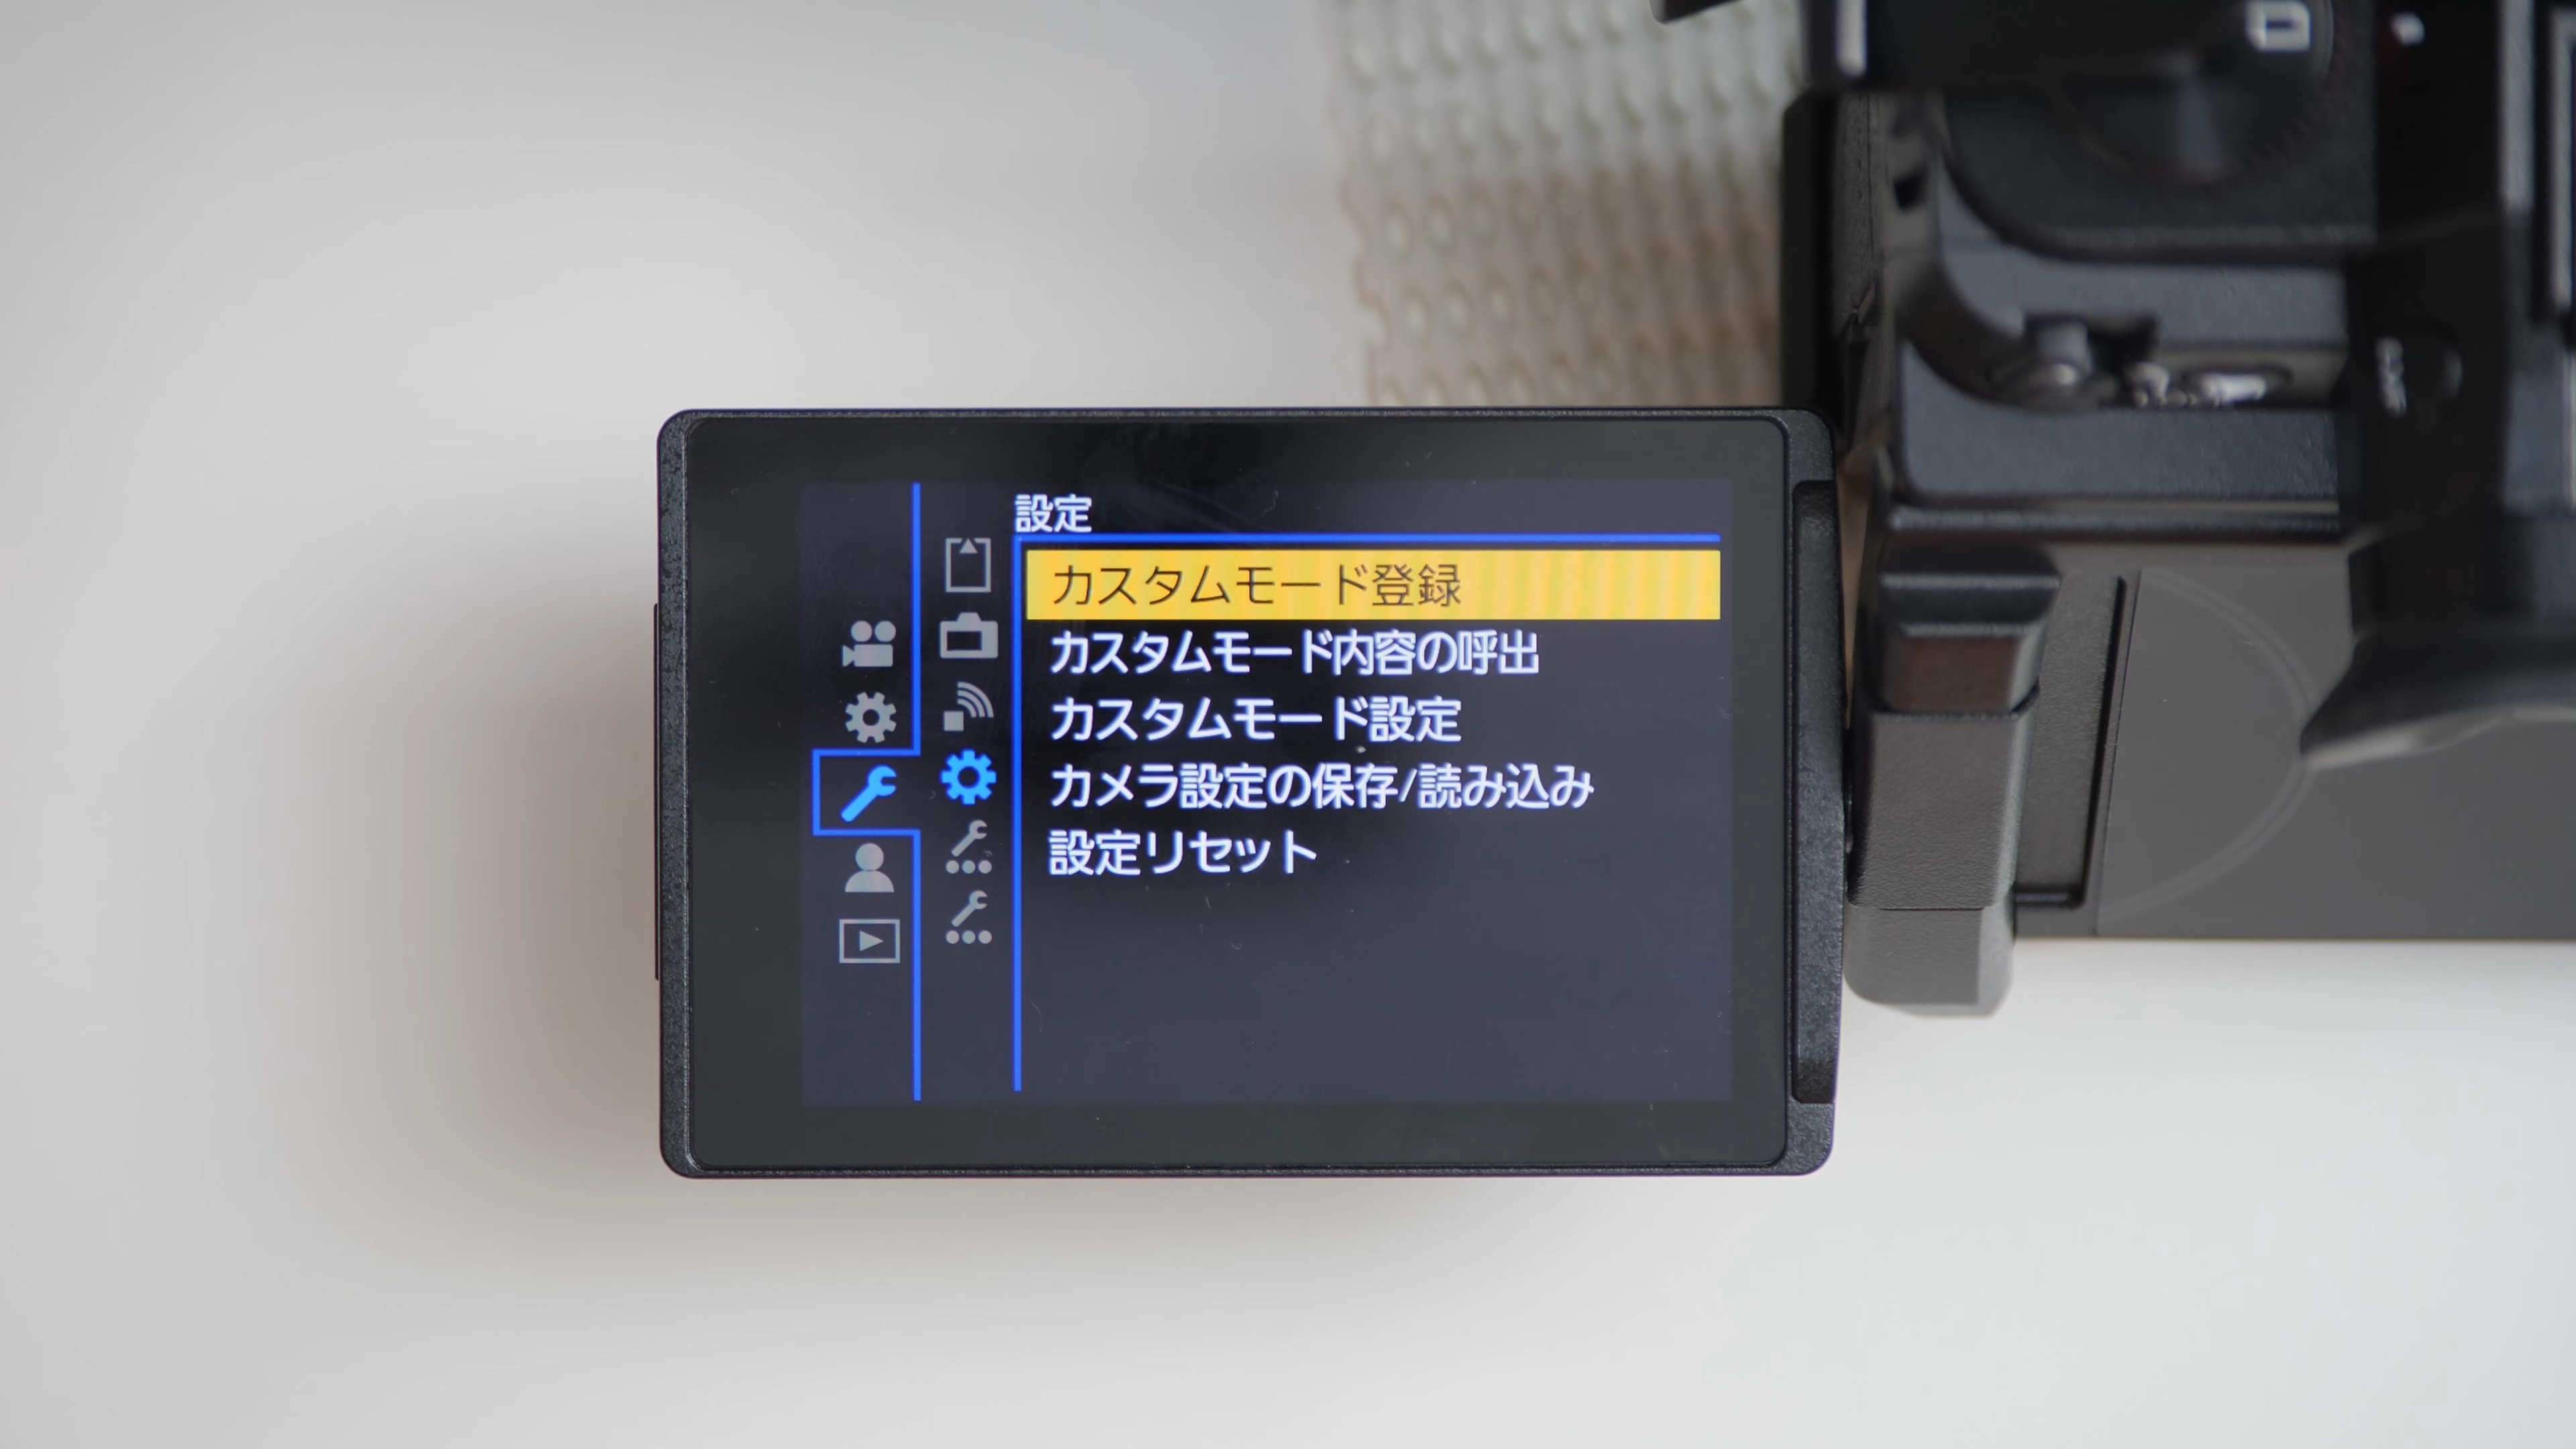 設定
カスタムモード登録
カスタムモード内容の呼出
カスタムモード設定
カメラ設定の保存/読み込み
設定リセット